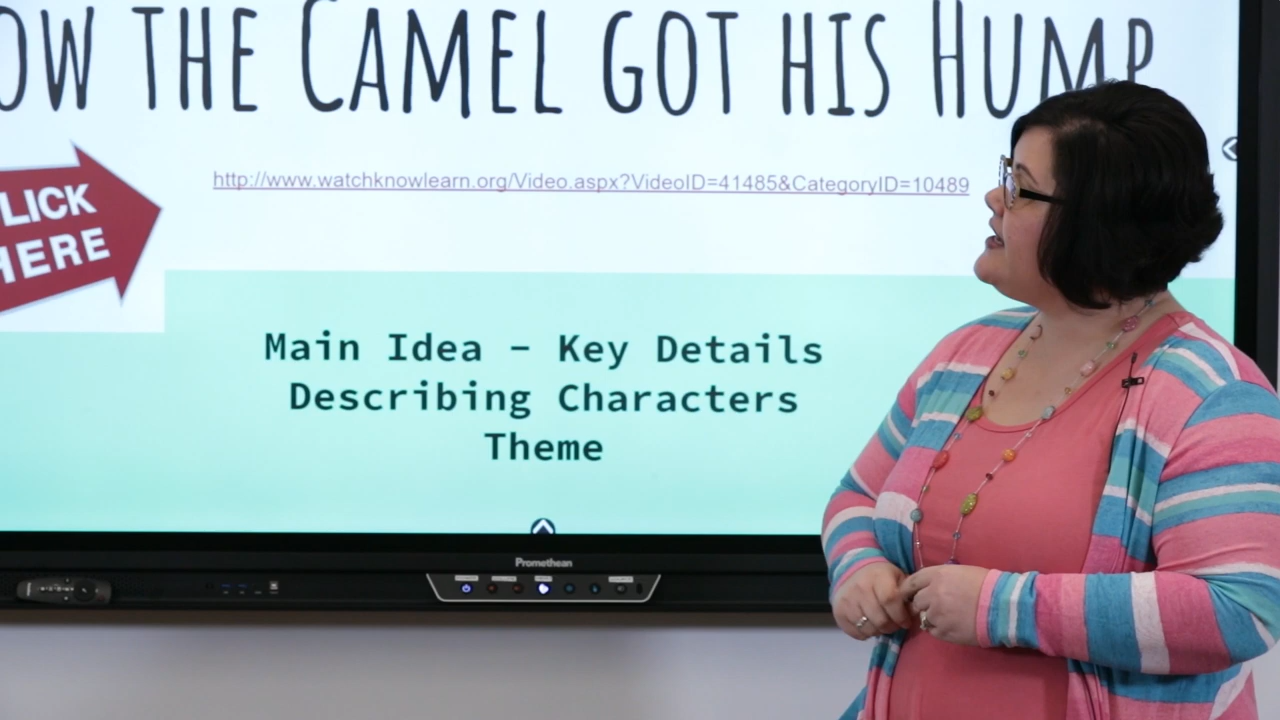 OW THE CAMEL GOT HIS HUMP
http://www.watchknowlearn.org/Video.aspx?VideoID=41485&CategoryID=10489
LICK
HERE
Main Idea – Key Details
Describing Characters
Theme
Promethean